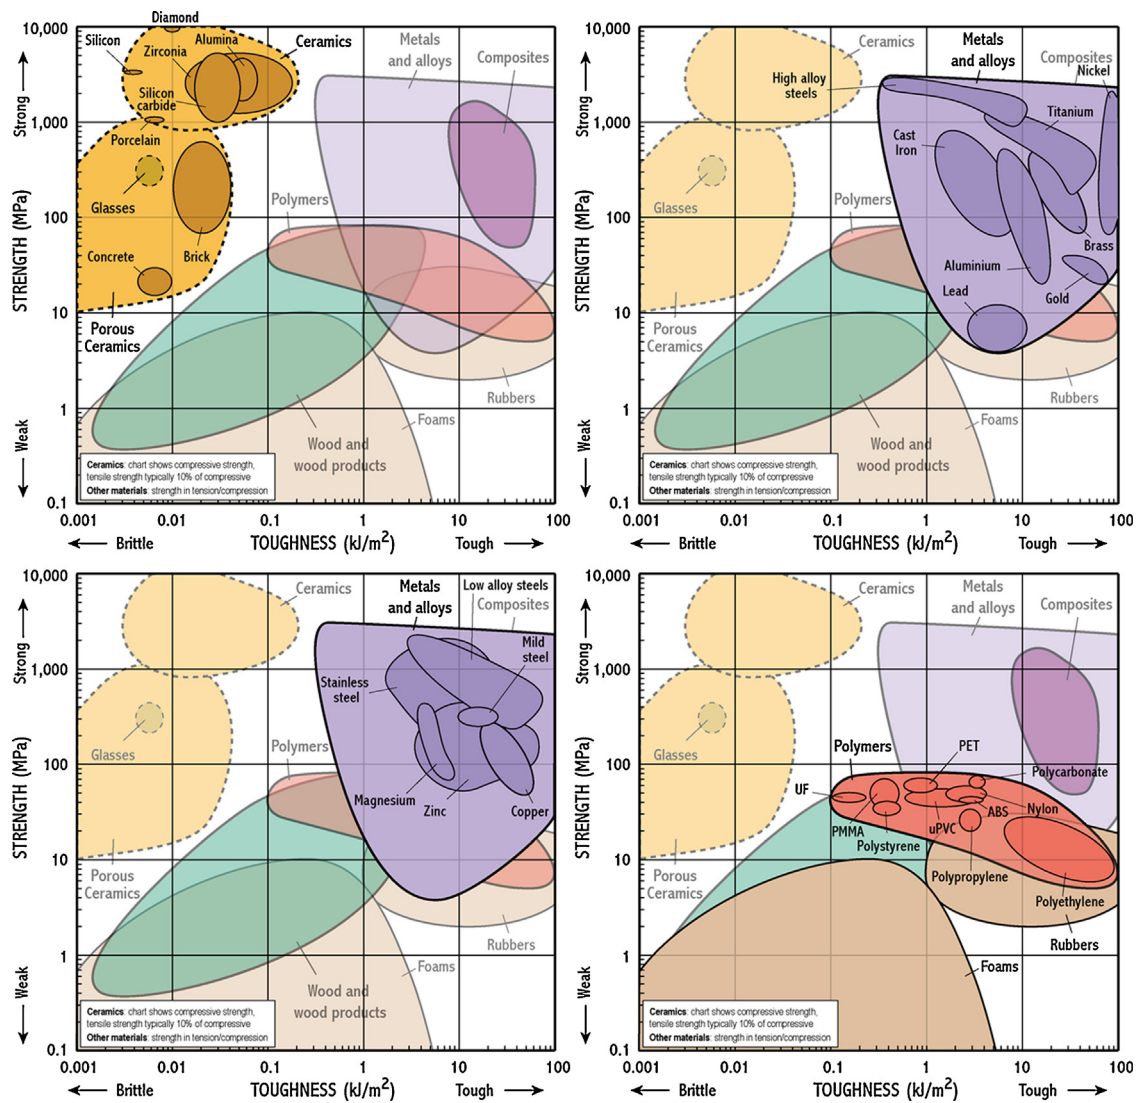 Diamond
10,000
Silicon
Zirconia
Alumina
Ceramics
Metals
and alloys
Composites
Silicon
carbide
1,000
Porcelain
Glasses
Polymers
100
Concrete
Brick
10
Porous
Ceramics
Rubbers
1
Foams
Wood and
wood products
Ceramics: chart shows compressive strength,
tensile strength typically 10% of compressive
Other materials: strength in tension/compression
0.1
0.001
0.01
0.1
1
10
100
Strong
STRENGTH (MPa)
Weak
Brittle
TOUGHNESS (kJ/m²)
Tough
10,000
Ceramics
Metals
and alloys
Composites
Nickel
High alloy
steels
Titanium
1,000
Cast
Iron
Glasses
Polymers
100
Brass
Aluminium
Lead
Gold
10
Porous
Ceramics
Rubbers
1
Foams
Wood and
wood products
Ceramics: chart shows compressive strength,
tensile strength typically 10% of compressive
Other materials: strength in tension/compression
0.1
0.001
0.01
0.1
1
10
100
Strong
STRENGTH (MPa)
Weak
Brittle
TOUGHNESS (kJ/m²)
Tough
10,000
Ceramics
Metals
and alloys
Low alloy steels
Composites
Mild
steel
Stainless
steel
1,000
Glasses
Polymers
100
Magnesium
Zinc
Copper
10
Porous
Ceramics
Rubbers
1
Foams
Wood and
wood products
Ceramics: chart shows compressive strength,
tensile strength typically 10% of compressive
Other materials: strength in tension/compression
0.1
0.001
0.01
0.1
1
10
100
Strong
STRENGTH (MPa)
Weak
Brittle
TOUGHNESS (kJ/m²)
Tough
10,000
Ceramics
Metals
and alloys
Composites
1,000
Glasses
Polymers
PET
100
Polycarbonate
UF
PMMA
Polystyrene
uPVC
ABS
Nylon
Polypropylene
10
Porous
Ceramics
Polyethylene
Rubbers
1
Foams
Ceramics: chart shows compressive strength,
tensile strength typically 10% of compressive
Other materials: strength in tension/compression
0.1
0.001
0.01
0.1
1
10
100
Strong
STRENGTH (MPa)
Weak
Brittle
TOUGHNESS (kJ/m²)
Tough